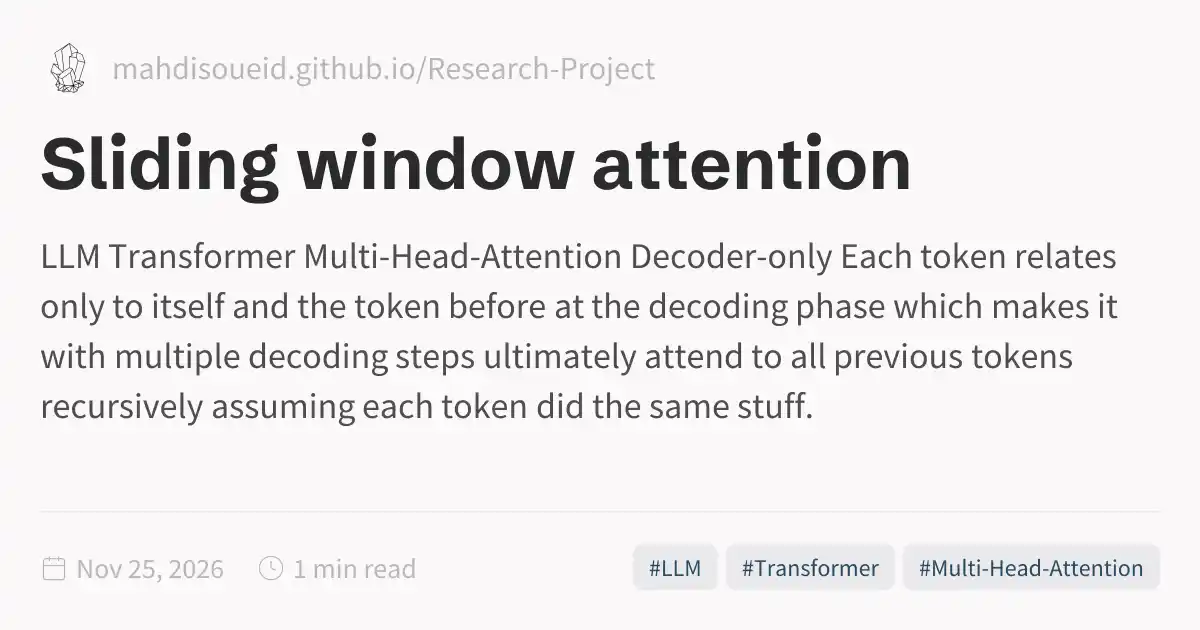 mahdisoueid.github.io/Research-Project
Sliding window attention
LLM Transformer Multi-Head-Attention Decoder-only Each token relates
only to itself and the token before at the decoding phase which makes it
with multiple decoding steps ultimately attend to all previous tokens
recursively assuming each token did the same stuff.
Nov 25, 2026 1 min read #LLM #Transformer #Multi-Head-Attention